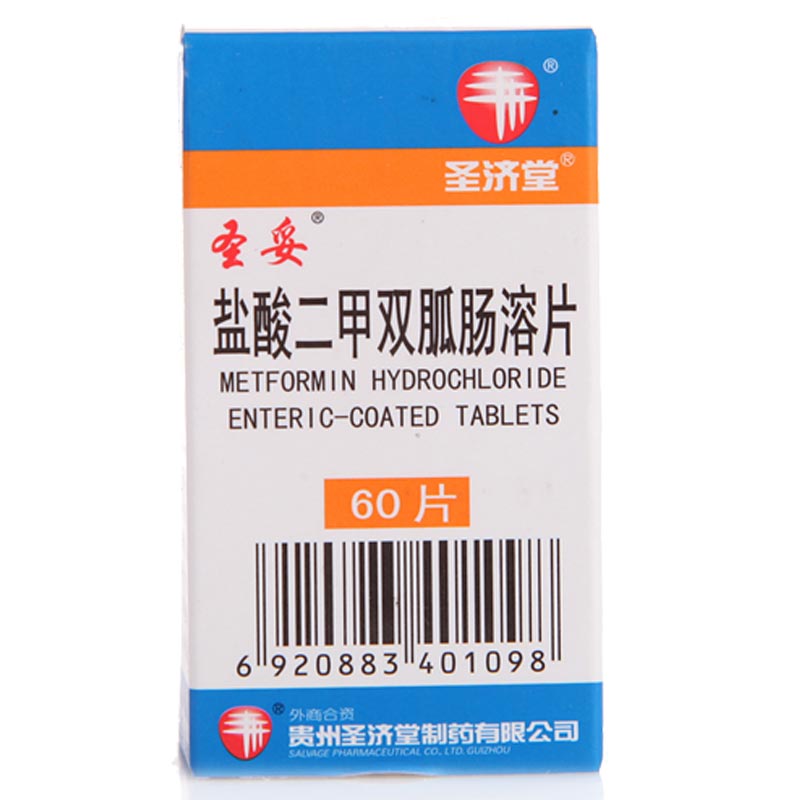 ®
圣济堂®
圣妥®
盐酸二甲双胍肠溶片
METFORMIN HYDROCHLORIDE
ENTERIC-COATED TABLETS
60 片
6 920883 401098
® 外商合资
贵州圣济堂制药有限公司
SALVAGE PHARMACEUTICAL CO., LTD. GUIZHOU